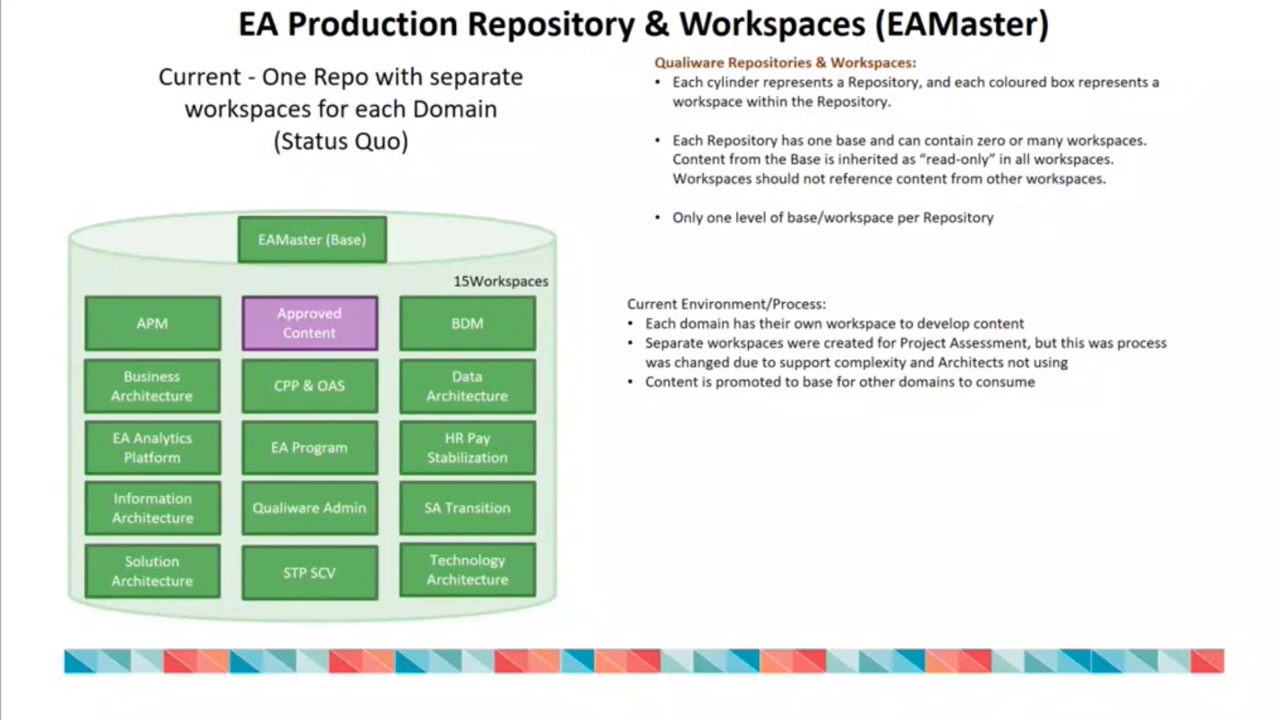 EA Production Repository & Workspaces (EAMaster)
Current - One Repo with separate
workspaces for each Domain
(Status Quo)
EAMaster (Base)
15Workspaces
APM
Approved
Content
BDM
Business
Architecture
CPP & OAS
Data
Architecture
EA Analytics
Platform
EA Program
HR Pay
Stabilization
Information
Architecture
Qualiware Admin
SA Transition
Solution
Architecture
STP SCV
Technology
Architecture
Qualiware Repositories & Workspaces:
• Each cylinder represents a Repository, and each coloured box represents a
workspace within the Repository.
• Each Repository has one base and can contain zero or many workspaces.
Content from the Base is inherited as “read-only” in all workspaces.
Workspaces should not reference content from other workspaces.
• Only one level of base/workspace per Repository
Current Environment/Process:
• Each domain has their own workspace to develop content
• Separate workspaces were created for Project Assessment, but this was process
was changed due to support complexity and Architects not using
• Content is promoted to base for other domains to consume